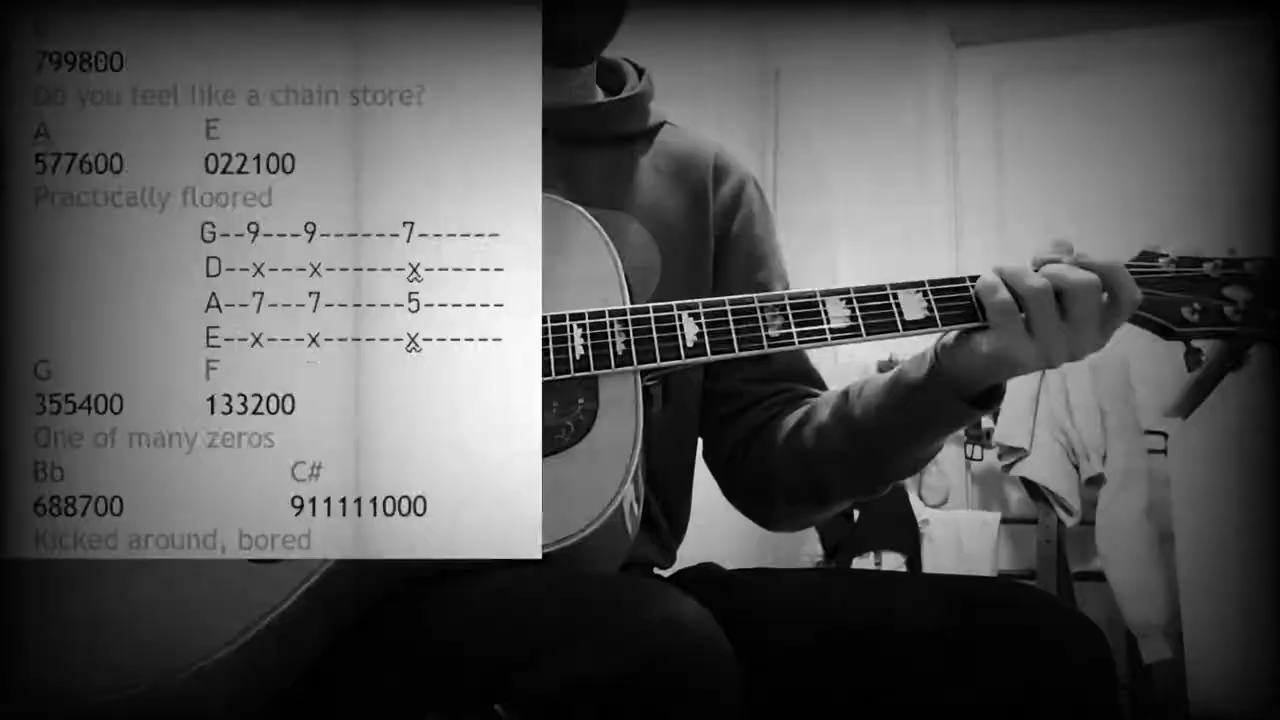 799800
Do you feel like a chain store?
A E
577600 022100
Practically floored
G--9---9------7------
D--x---x------x------
A--7---7------5------
E--x---x------x------
G F
355400 133200
One of many zeros
Bb C#
688700 911111000
Kicked around, bored